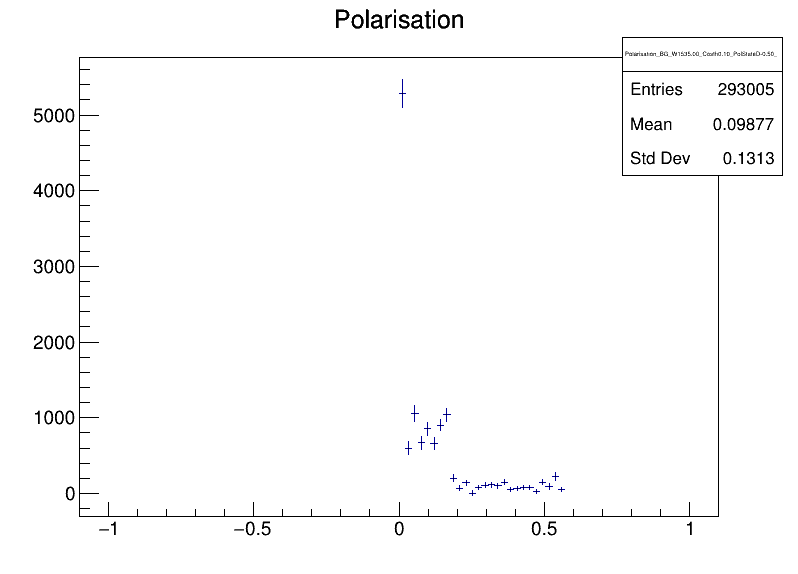 Polarisation
Polarisation_BG_W1535.00_Costh0.10_PolStateD-0.50_
Entries 293005
Mean 0.09877
Std Dev 0.1313
5000
4000
3000
2000
1000
0
−1 −0.5 0 0.5 1